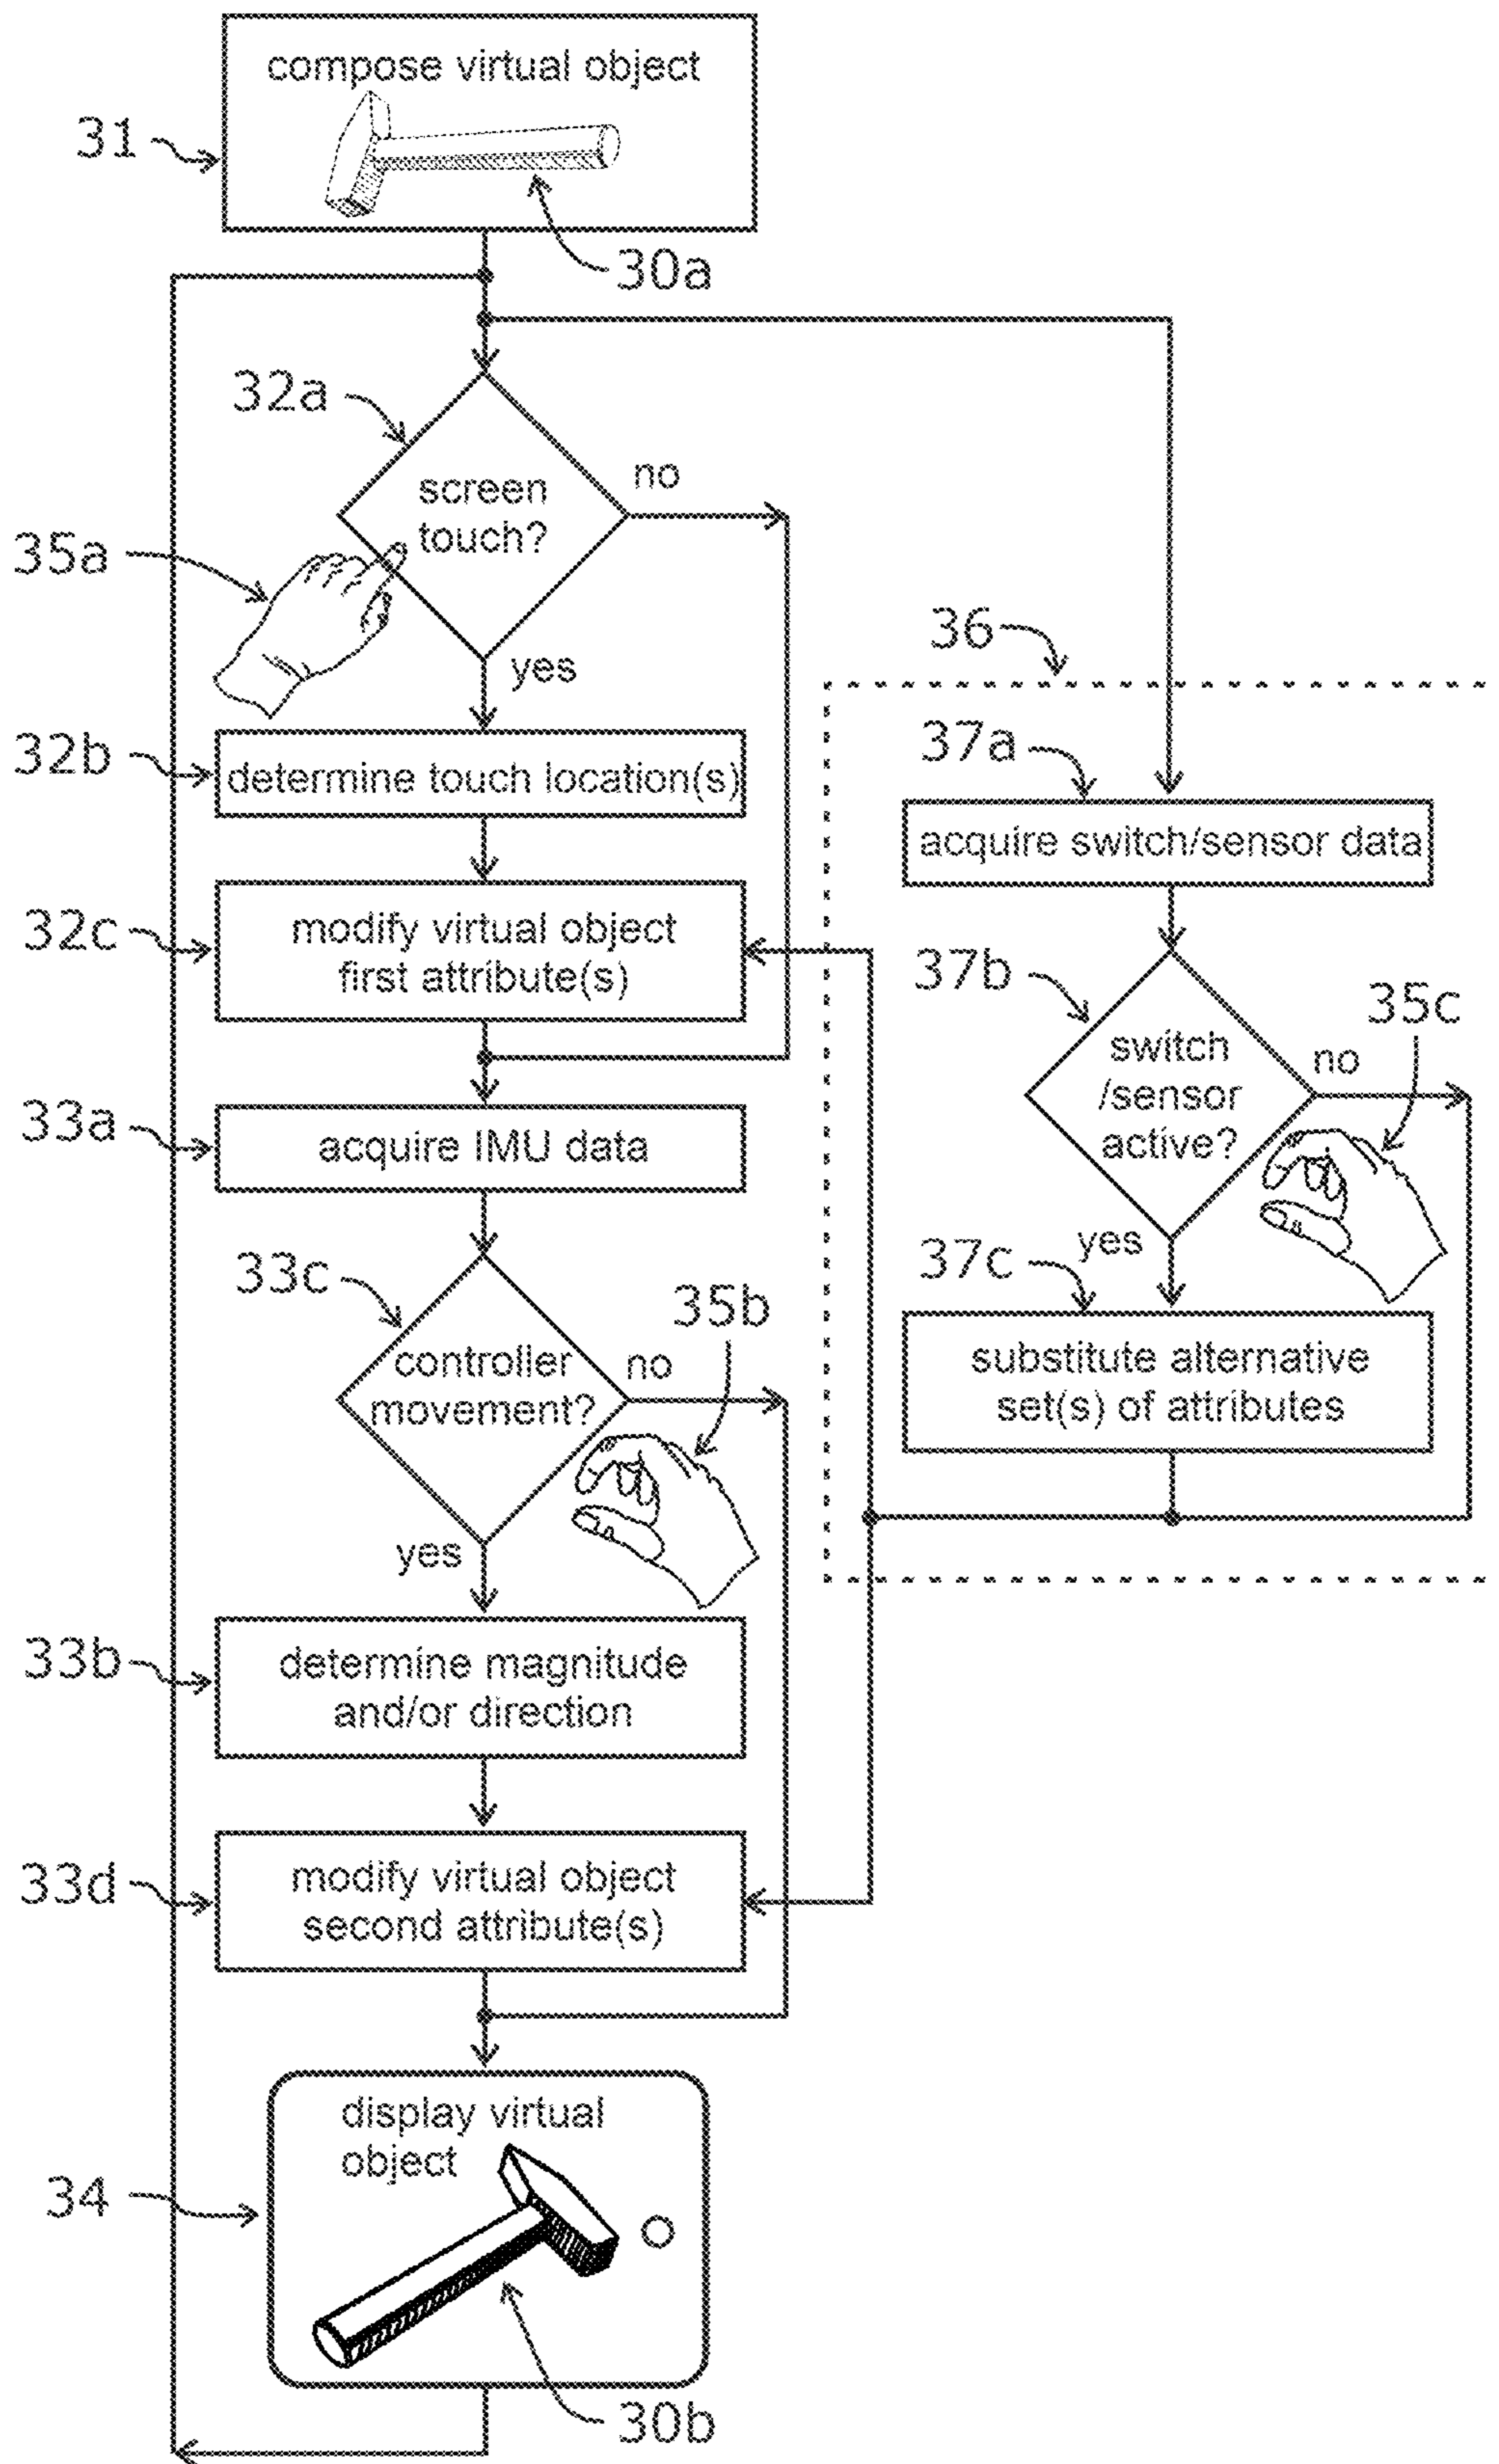 compose virtual object
31
30a
32a
screen
touch?
no
35a
yes
36
32b
determine touch location(s)
37a
acquire switch/sensor data
32c
modify virtual object
first attribute(s)
37b
switch
/sensor
active?
no
35c
33a
acquire IMU data
yes
37c
substitute alternative
set(s) of attributes
33c
controller
movement?
no
35b
yes
33b
determine magnitude
and/or direction
33d
modify virtual object
second attribute(s)
display virtual
object
34
30b